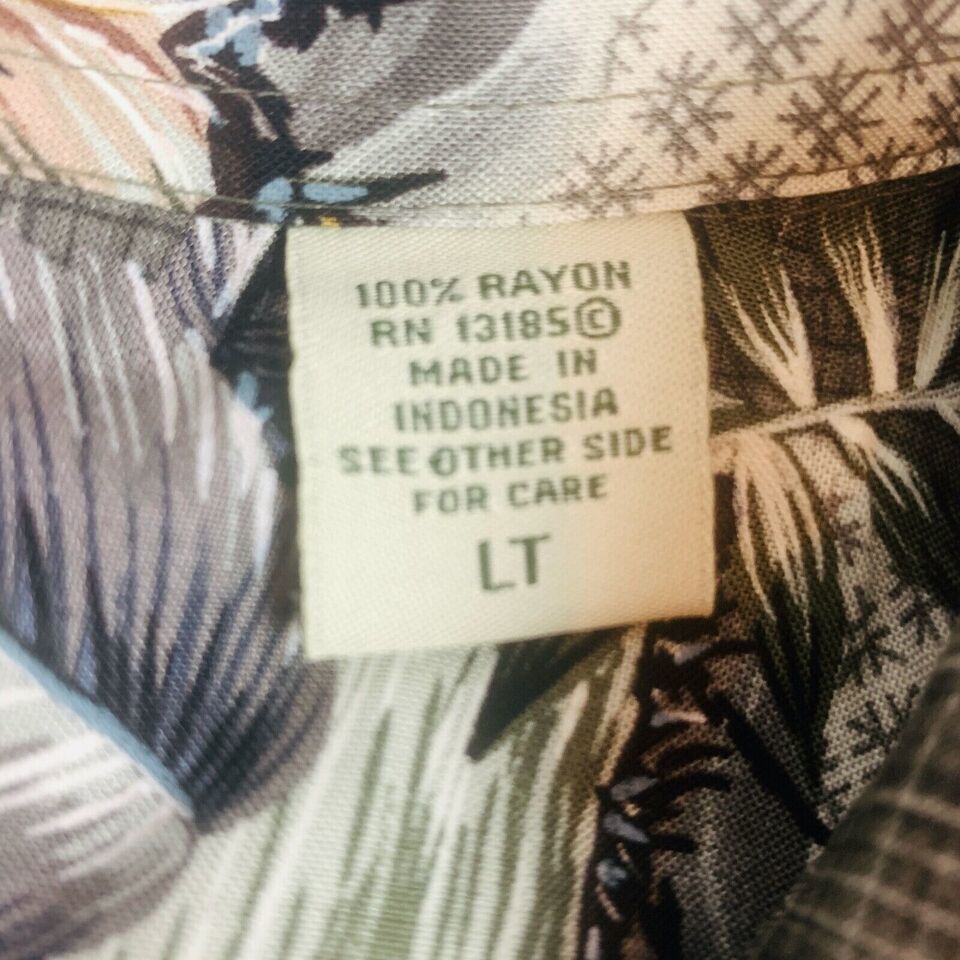 100% RAYON
RN 13185©
MADE IN
INDONESIA
SEE OTHER SIDE
FOR CARE
LT